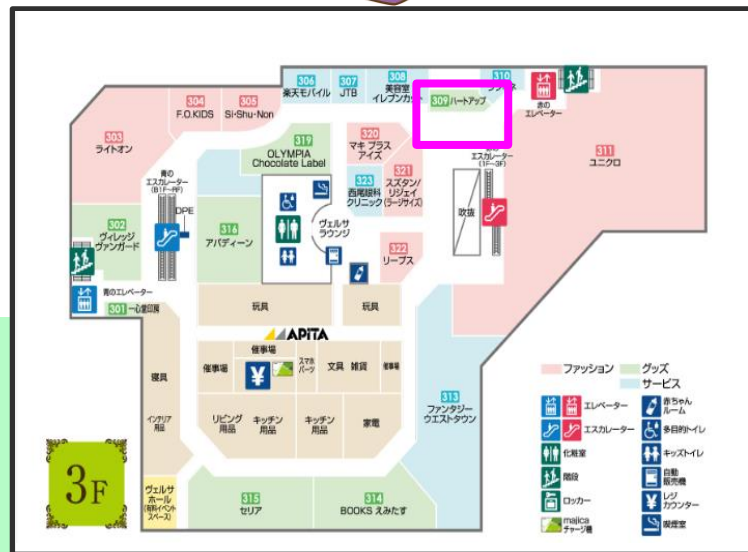 306
楽天モバイル
307
JTB
308
美容室
イレブンカット
310
309 ハートアップ
赤の
エレベーター
304
F.O.KIDS
305
Si·Shu·Non
303
ライトオン
319
OLYMPIA
Chocolate Label
320
マキ プラス
アイズ
323
西尾眼科
クリニック
321
スズタン/
リジェイ
(ラージサイズ)
エスカレーター
(1F~3F)
311
ユニクロ
青の
エスカレーター
(B1F~RF)
DPE
302
ヴィレッジ
ヴァンガード
316
アバディーン
ヴェルサ
ラウンジ
吹抜
322
リープス
青のエレベーター
301 一心堂印房
玩具
玩具
APiTA
催事場
催事場
スマホ
パーツ
文具 雑貨
催事場
寝具
インテリア
用品
リビング
用品
キッチン
用品
キッチン
用品
家電
313
ファンタジー
ウエストタウン
3F
ヴェルサ
ホール
(有料イベント
スペース)
315
セリア
314
BOOKS えみたす
ファッション
グッズ
サービス
エレベーター
エスカレーター
化粧室
階段
ロッカー
majica
チャージ機
赤ちゃん
ルーム
多目的トイレ
キッズトイレ
自動
販売機
レジ
カウンター
喫煙室